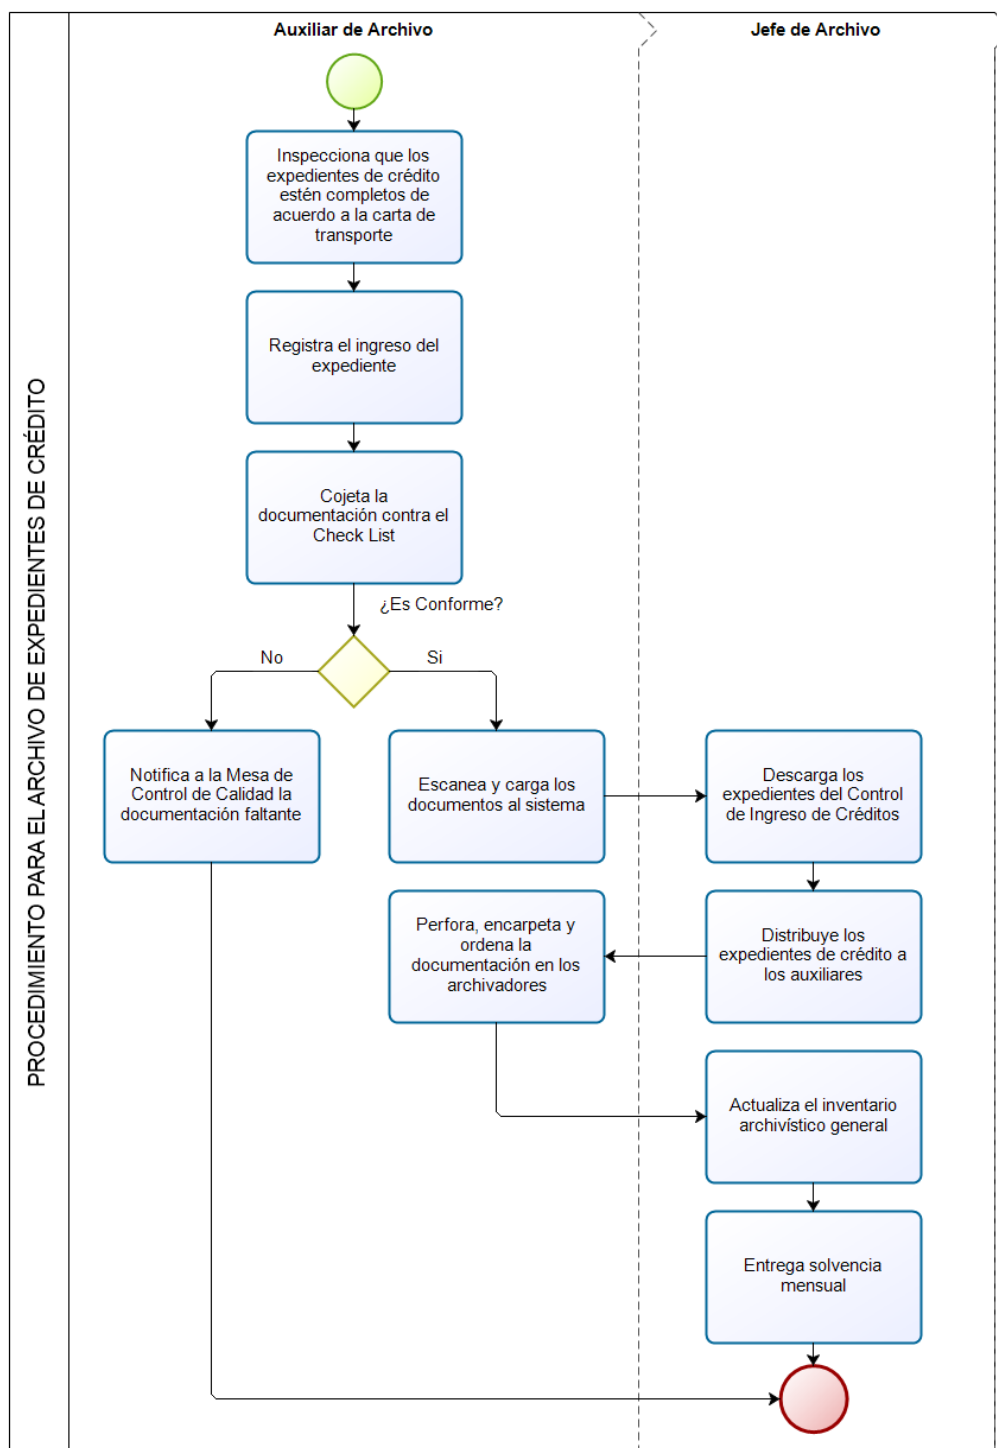 PROCEDIMIENTO PARA EL ARCHIVO DE EXPEDIENTES DE CRÉDITO
Auxiliar de Archivo
Jefe de Archivo
Inspecciona que los
expedientes de crédito
estén completos de
acuerdo a la carta de
transporte
Registra el ingreso del
expediente
Cojeta la
documentación contra el
Check List
¿Es Conforme?
No
Si
Notifica a la Mesa de
Control de Calidad la
documentación faltante
Escanea y carga los
documentos al sistema
Descarga los
expedientes del Control
de Ingreso de Créditos
Perfora, encarpeta y
ordena la
documentación en los
archivadores
Distribuye los
expedientes de crédito a
los auxiliares
Actualiza el inventario
archivístico general
Entrega solvencia
mensual